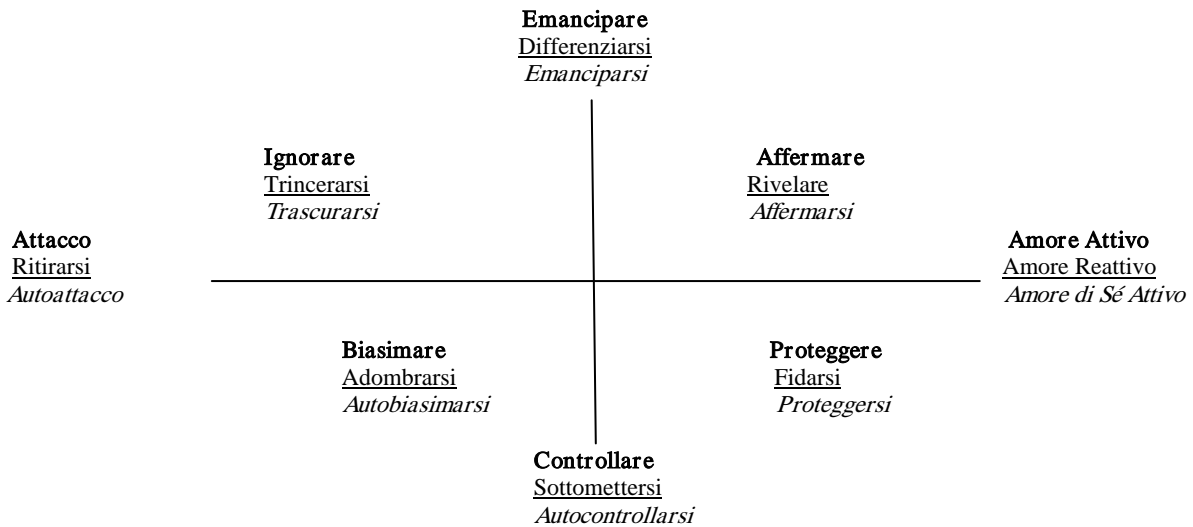 Emancipare
Differenziarsi
Emanciparsi
Ignorare
Trincerarsi
Trascurarsi
Affermare
Rivelare
Affermarsi
Attacco
Ritirarsi
Autoattacco
Amore Attivo
Amore Reattivo
Amore di Sé Attivo
Biasimare
Adombrarsi
Autobiasimarsi
Proteggere
Fidarsi
Proteggersi
Controllare
Sottomettersi
Autocontrollarsi